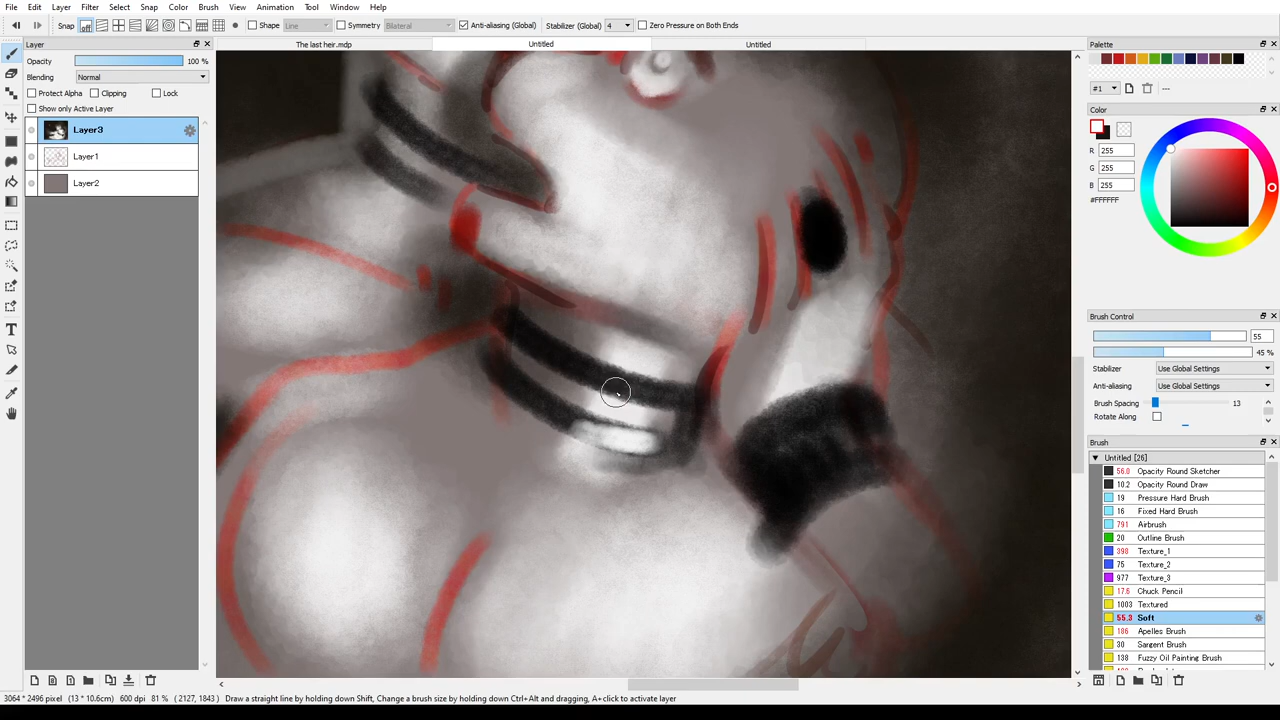 File Edit Layer Filter Select Snap Color Brush Window Animation Tool Window Help
Snap off Shape Line Symmetry Bilateral Anti-aliasing (Global) Stabilizer (Global) 4 Zero Pressure on Both Ends
Layer
The last heir.mdp
Untitled
Untitled
Palette
Opacity 100 %
Blending Normal
Protect Alpha Clipping Lock
Show only Active Layer
Layer3
Layer1
Layer2
#1 ---
Color
R 255
G 255
B 255
#FFFFFF
Brush Control
55
45 %
Stabilizer Use Global Settings
Anti-aliasing Use Global Settings
Brush Spacing 13
Rotate Along
Brush
Untitled [26]
56.0 Opacity Round Sketcher
10.2 Opacity Round Draw
19 Pressure Hard Brush
16 Fixed Hard Brush
791 Airbrush
20 Outline Brush
398 Texture_1
75 Texture_2
977 Texture_3
17.6 Chuck Pencil
1003 Textured
55.3 Soft
186 Apelles Brush
30 Sargent Brush
138 Fuzzy Oil Painting Brush
3064 * 2496 pixel (13 * 10.6cm) 600 dpi 81 % ( 2127, 1843 ) Draw a straight line by holding down Shift, Change a brush size by holding down Ctrl+Alt and dragging, A+click to activate layer